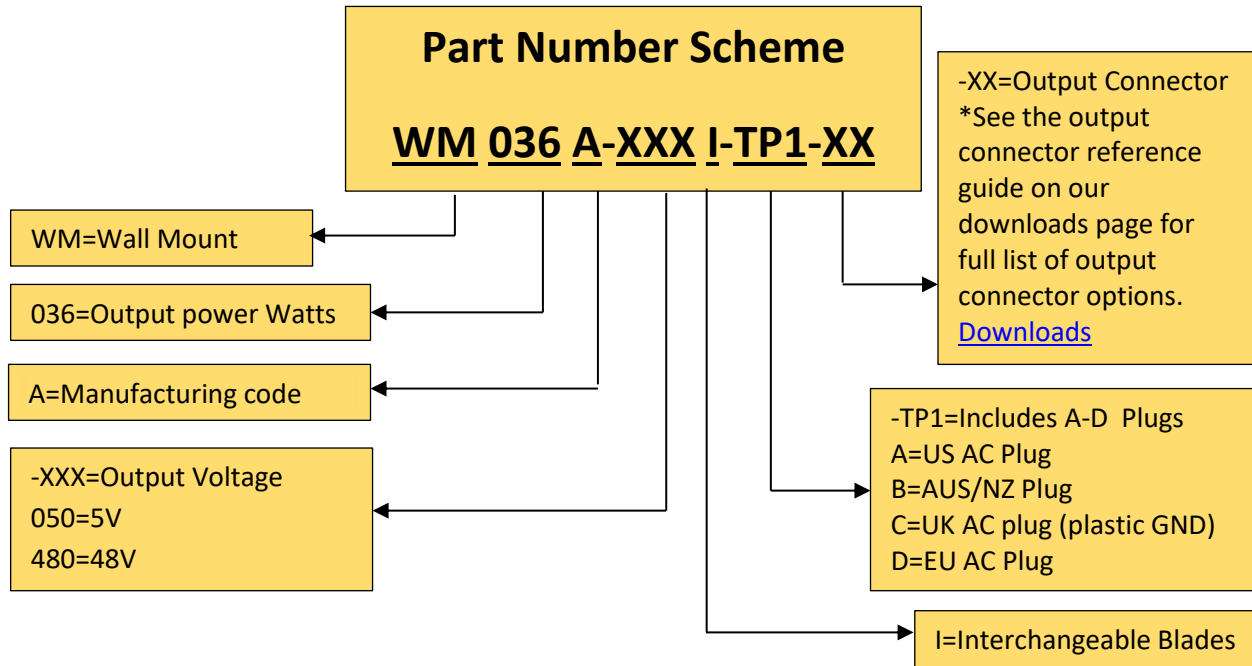 Part Number Scheme
WM 036 A-XXX I-TP1-XX
WM=Wall Mount
036=Output power Watts
A=Manufacturing code
-XXX=Output Voltage
050=5V
480=48V
-XX=Output Connector
*See the output
connector reference
guide on our
downloads page for
full list of output
connector options.
Downloads
-TP1=Includes A-D Plugs
A=US AC Plug
B=AUS/NZ Plug
C=UK AC plug (plastic GND)
D=EU AC Plug
I=Interchangeable Blades